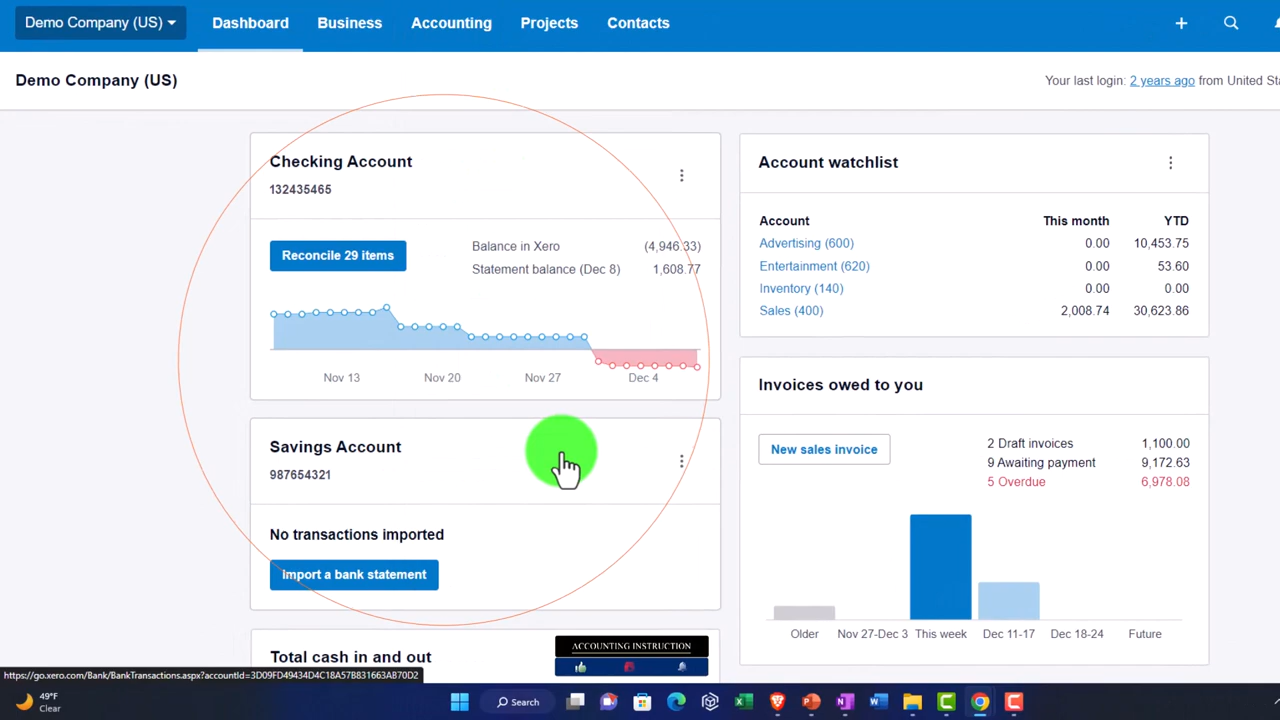 Demo Company (US)
Dashboard
Business
Accounting
Projects
Contacts
Demo Company (US)
Your last login: 2 years ago from United Sta
Checking Account
132435465
Reconcile 29 items
Balance in Xero (4,946.33)
Statement balance (Dec 8) 1,608.77
Nov 13 Nov 20 Nov 27 Dec 4
Savings Account
987654321
No transactions imported
Import a bank statement
Total cash in and out
ACCOUNTING INSTRUCTION
Account watchlist
Account This month YTD
Advertising (600) 0.00 10,453.75
Entertainment (620) 0.00 53.60
Inventory (140) 0.00 0.00
Sales (400) 2,008.74 30,623.86
Invoices owed to you
New sales invoice
2 Draft invoices 1,100.00
9 Awaiting payment 9,172.63
5 Overdue 6,978.08
Older Nov 27-Dec 3 This week Dec 11-17 Dec 18-24 Future
https://go.xero.com/Bank/BankTransactions.aspx?accountId=3D09FD49434D4C18A57B831663AB70D2
49°F
Clear
Search